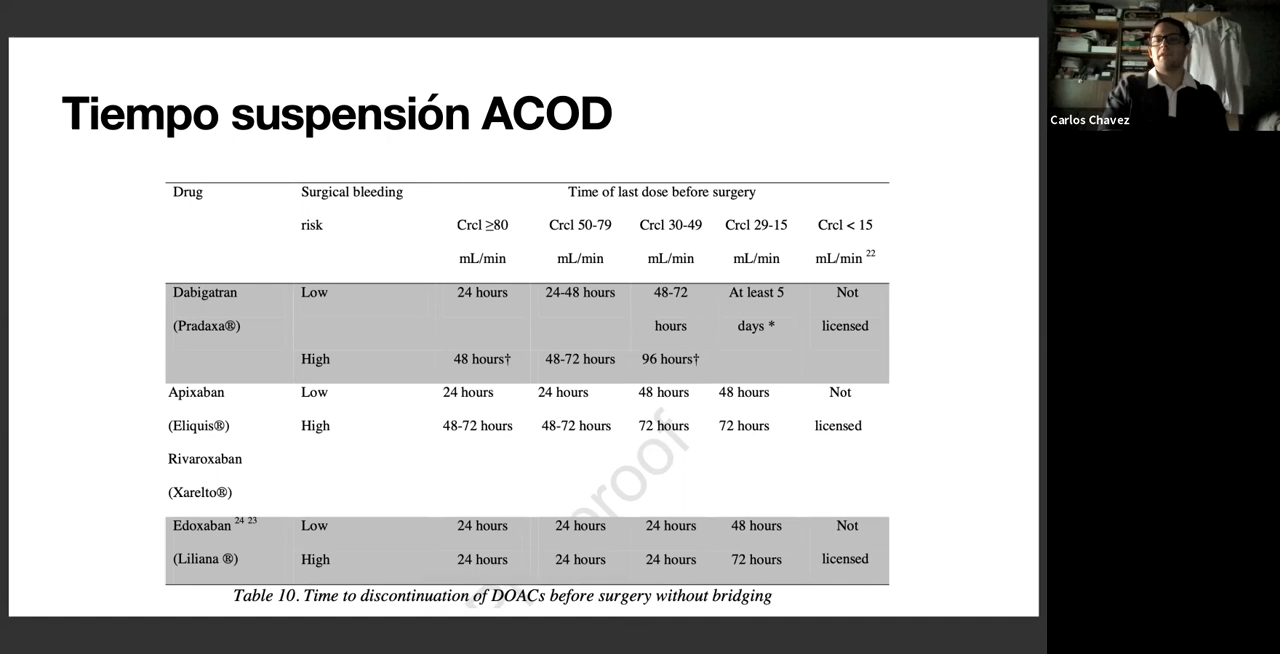 Tiempo suspensión ACOD
Drug Surgical bleeding Time of last dose before surgery
risk Crcl ≥80 Crcl 50-79 Crcl 30-49 Crcl 29-15 Crcl < 15
mL/min mL/min mL/min mL/min mL/min 22
Dabigatran Low 24 hours 24-48 hours 48-72 At least 5 Not
(Pradaxa®) hours days * licensed
High 48 hours† 48-72 hours 96 hours†
Apixaban Low 24 hours 24 hours 48 hours 48 hours Not
(Eliquis®) High 48-72 hours 48-72 hours 72 hours 72 hours licensed
Rivaroxaban
(Xarelto®)
Edoxaban 24 23 Low 24 hours 24 hours 24 hours 48 hours Not
(Liliana ®) High 24 hours 24 hours 24 hours 72 hours licensed
Table 10. Time to discontinuation of DOACs before surgery without bridging
proof
Carlos Chavez